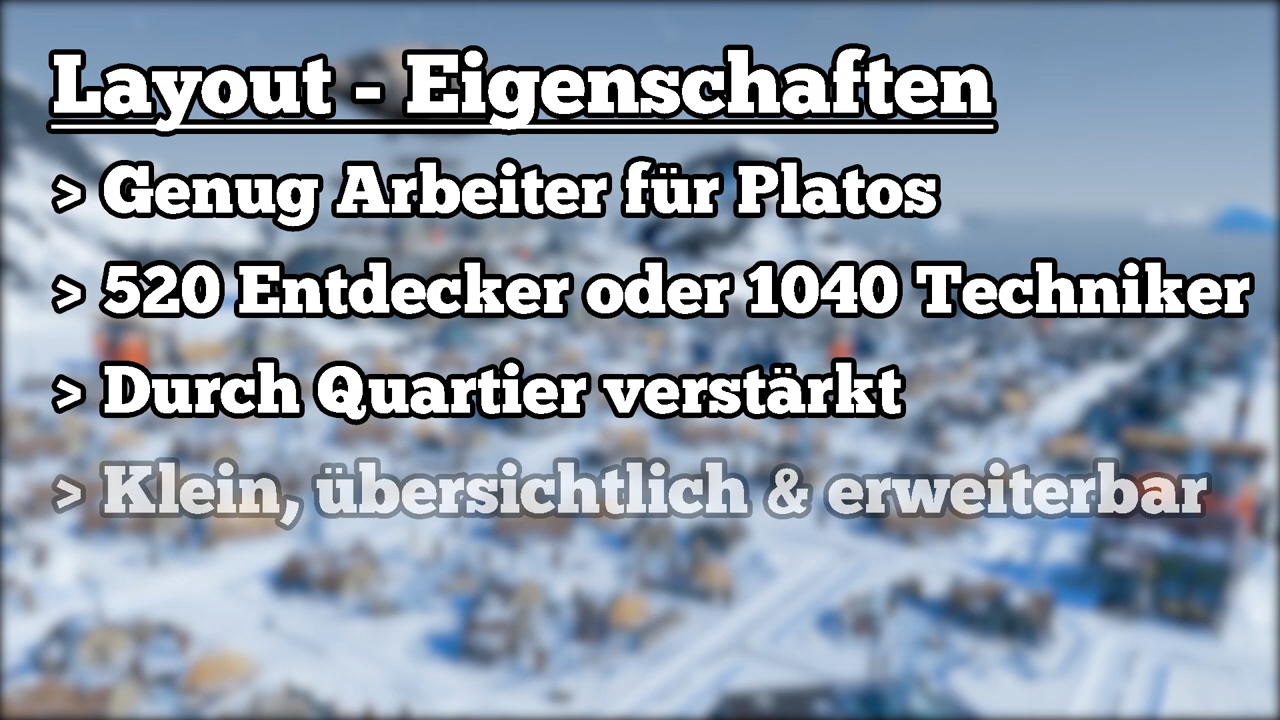 Layout - Eigenschaften
> Genug Arbeiter für Platos
> 520 Entdecker oder 1040 Techniker
> Durch Quartier verstärkt
> Klein, übersichtlich & erweiterbar